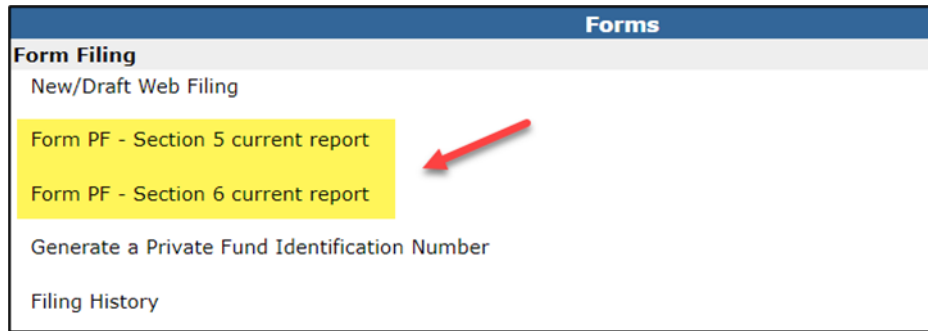 Forms
Form Filing
New/Draft Web Filing
Form PF - Section 5 current report
Form PF - Section 6 current report
Generate a Private Fund Identification Number
Filing History